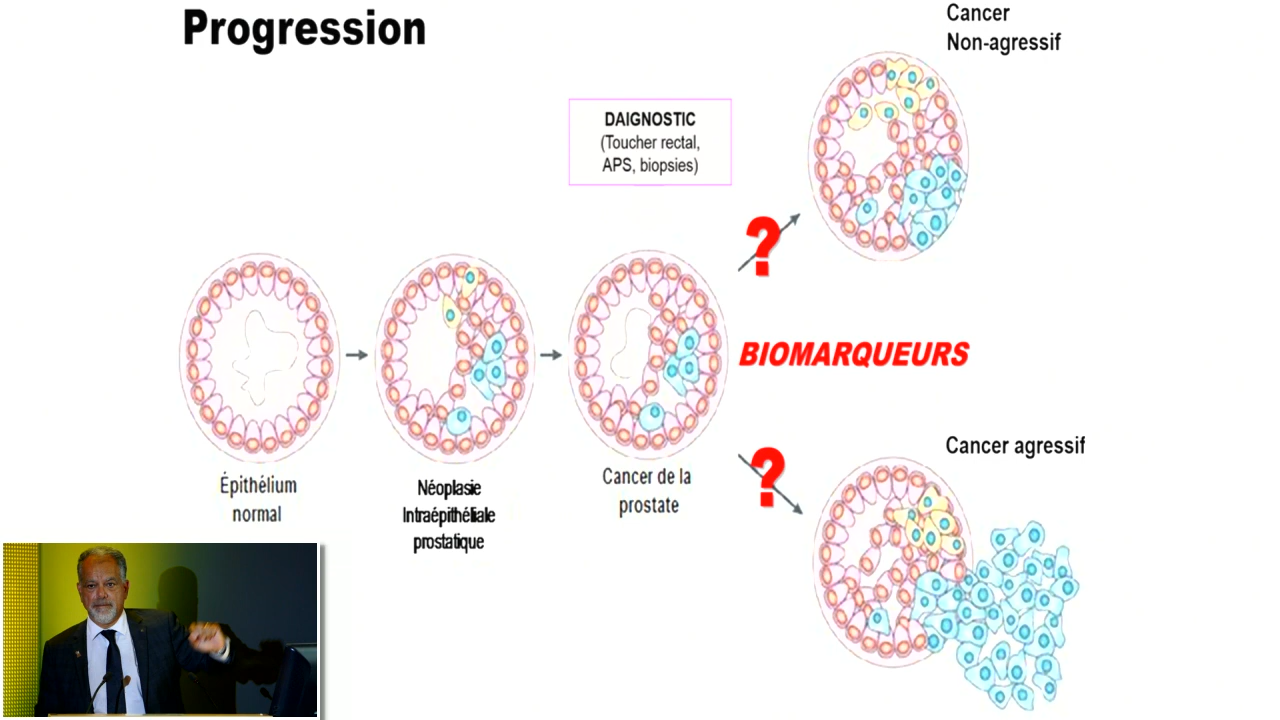 Progression
Cancer
Non-agressif
DAIGNOSTIC
(Toucher rectal,
APS, biopsies)
?
BIOMARQUEURS
?
Cancer agressif
Épithélium
normal
Néoplasie
Intraépithéliale
prostatique
Cancer de la
prostate